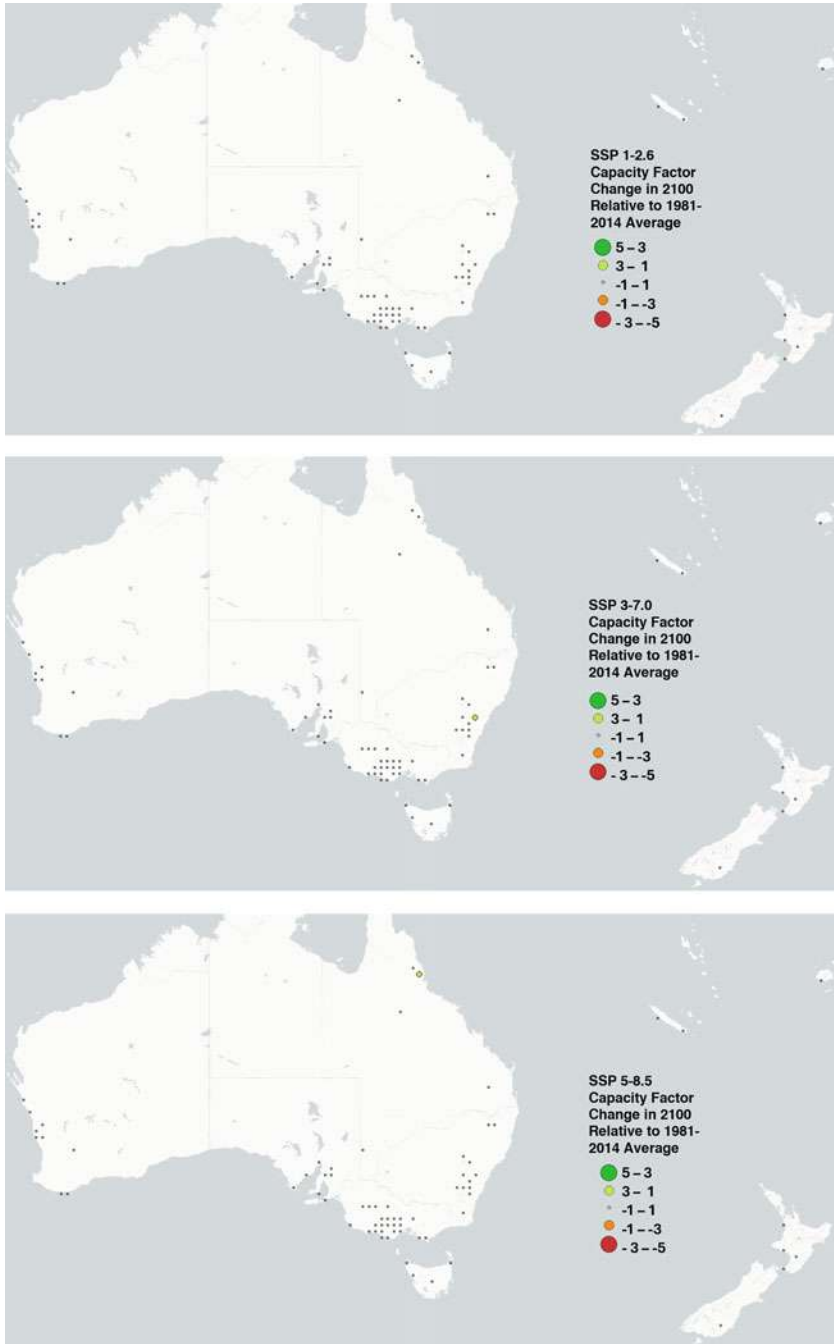 SSP 1-2.6
Capacity Factor
Change in 2100
Relative to 1981-
2014 Average
5 – 3
3 – 1
-1 – 1
-1 – -3
- 3 – -5
SSP 3-7.0
Capacity Factor
Change in 2100
Relative to 1981-
2014 Average
5 – 3
3 – 1
-1 – 1
-1 – -3
- 3 – -5
SSP 5-8.5
Capacity Factor
Change in 2100
Relative to 1981-
2014 Average
5 – 3
3 – 1
-1 – 1
-1 – -3
- 3 – -5